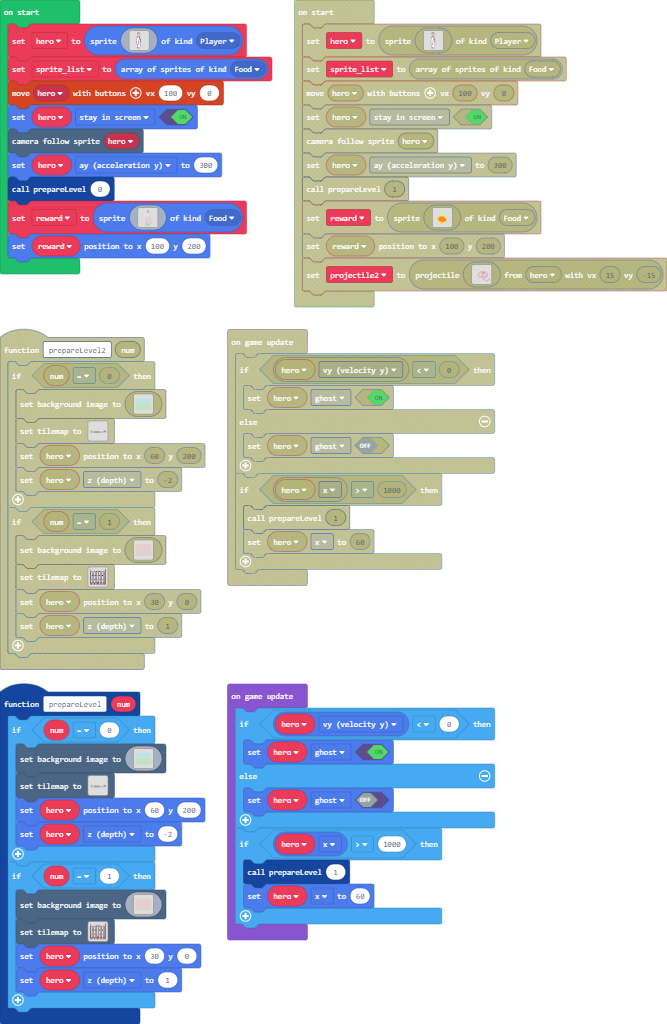 on start
set hero to sprite of kind Player
set sprite_list to array of sprites of kind Food
move hero with buttons + vx 100 vy 0
set hero stay in screen ON
camera follow sprite hero
set hero ay (acceleration y) to 300
call prepareLevel 0
set reward to sprite of kind Food
set reward position to x 100 y 200
on start
set hero to sprite of kind Player
set sprite_list to array of sprites of kind Food
move hero with buttons + vx 100 vy 0
set hero stay in screen ON
camera follow sprite hero
set hero ay (acceleration y) to 300
call prepareLevel 1
set reward to sprite of kind Food
set reward position to x 100 y 200
set projectile2 to projectile from hero with vx 15 vy -15
function prepareLevel2 num
if num = 0 then
set background image to
set tilemap to
set hero position to x 60 y 200
set hero z (depth) to -2
if num = 1 then
set background image to
set tilemap to
set hero position to x 30 y 0
set hero z (depth) to 1
on game update
if hero vy (velocity y) < 0 then
set hero ghost ON
else
set hero ghost OFF
if hero x > 1000 then
call prepareLevel 1
set hero x to 60
function prepareLevel num
if num = 0 then
set background image to
set tilemap to
set hero position to x 60 y 200
set hero z (depth) to -2
if num = 1 then
set background image to
set tilemap to
set hero position to x 30 y 0
set hero z (depth) to 1
on game update
if hero vy (velocity y) < 0 then
set hero ghost ON
else
set hero ghost OFF
if hero x > 1000 then
call prepareLevel 1
set hero x to 60